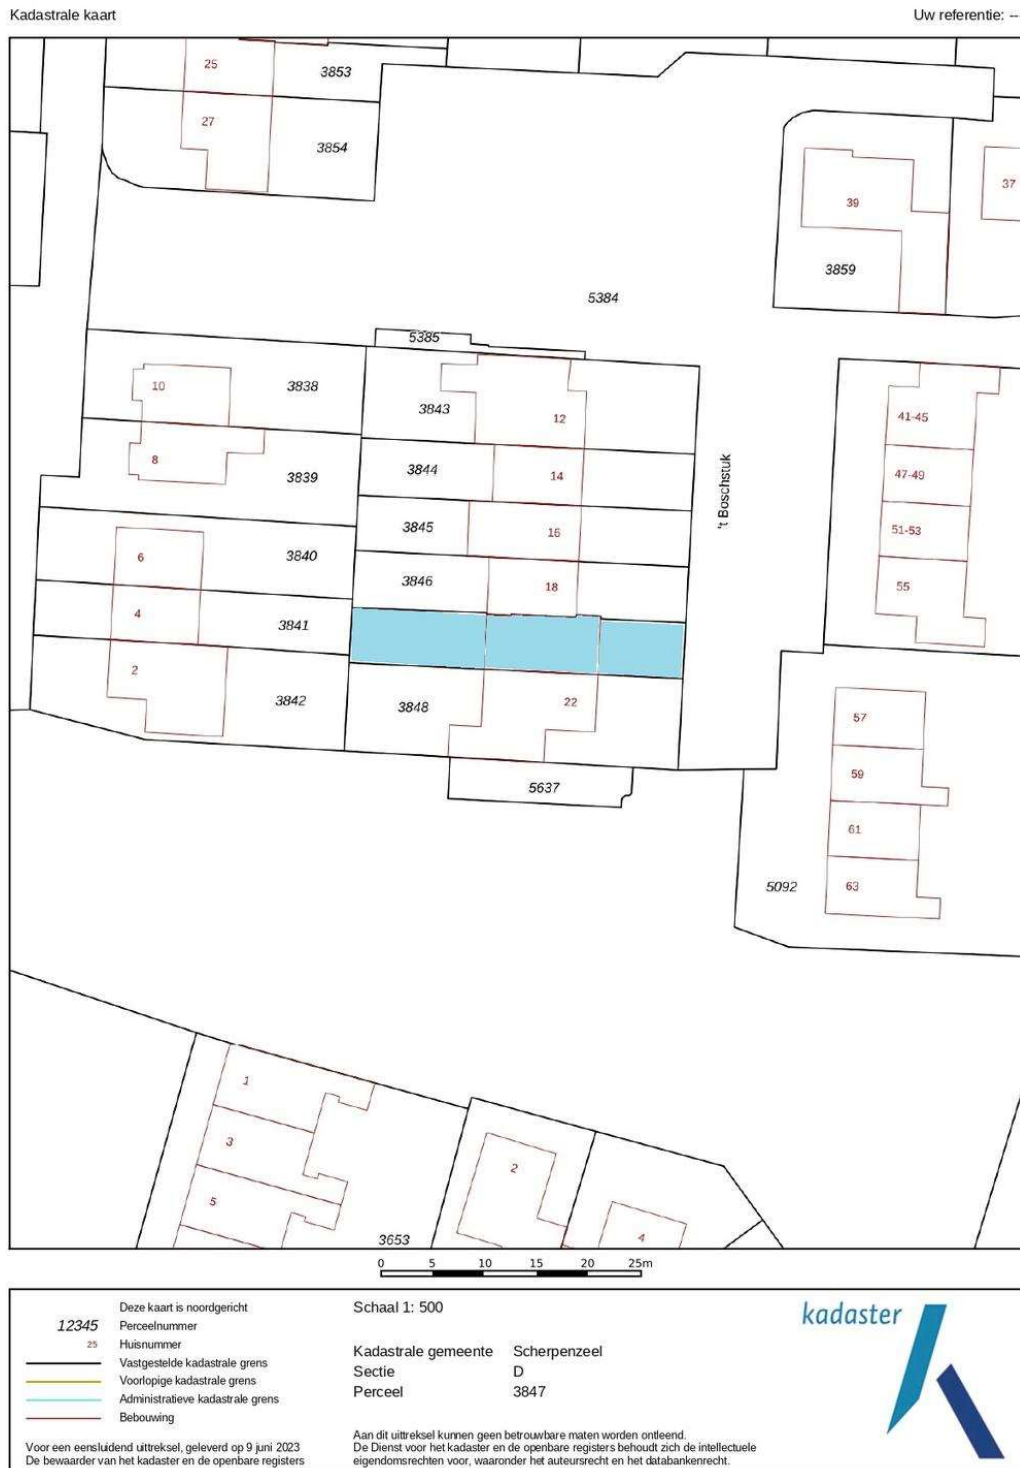 Kadastrale kaart
Uw referentie: --
25
3853
27
3854
37
39
3859
5384
5385
10
3838
3843
12
41-45
8
3839
3844
14
47-49
't Boschstuk
3845
16
51-53
6
3840
3846
18
55
4
3841
2
3842
3848
22
57
5637
59
61
5092
63
1
3
2
5
3653
4
0 5 10 15 20 25m
Deze kaart is noordgericht
12345 Perceelnummer
25 Huisnummer
Vastgestelde kadastrale grens
Voorlopige kadastrale grens
Administratieve kadastrale grens
Bebouwing
Voor een eensluidend uittreksel, geleverd op 9 juni 2023
De bewaarder van het kadaster en de openbare registers
Schaal 1: 500
Kadastrale gemeente Scherpenzeel
Sectie D
Perceel 3847
Aan dit uittreksel kunnen geen betrouwbare maten worden ontleend.
De Dienst voor het kadaster en de openbare registers behoudt zich de intellectuele
eigendomsrechten voor, waaronder het auteursrecht en het databankenrecht.
kadaster